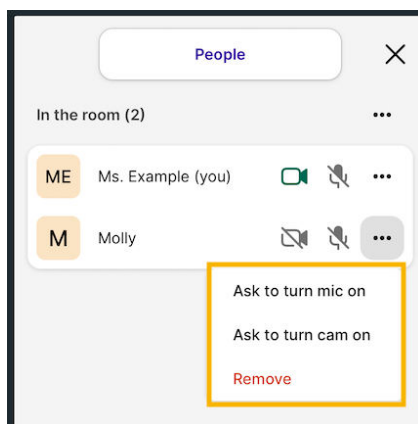 People
In the room (2)
ME Ms. Example (you)
M Molly
Ask to turn mic on
Ask to turn cam on
Remove